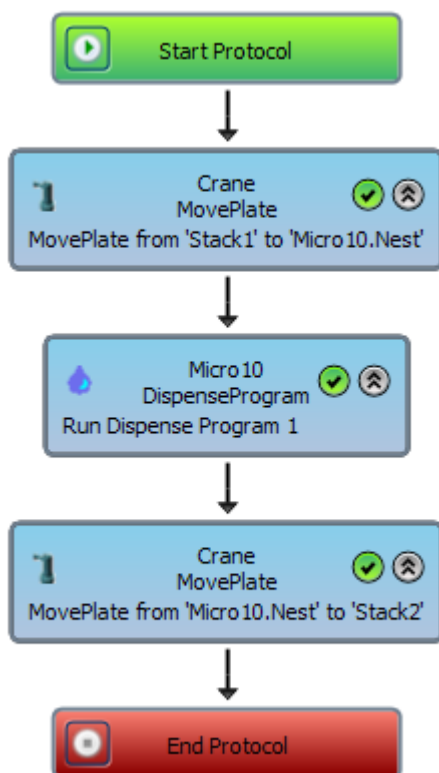 Start Protocol
Crane
MovePlate
MovePlate from 'Stack1' to 'Micro10.Nest'
Micro10
DispenseProgram
Run Dispense Program 1
Crane
MovePlate
MovePlate from 'Micro10.Nest' to 'Stack2'
End Protocol